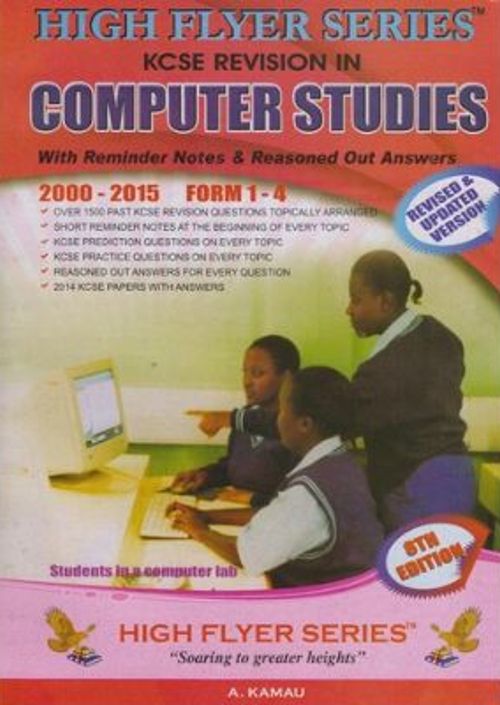 HIGH FLYER SERIES™
KCSE REVISION IN
COMPUTER STUDIES
With Reminder Notes & Reasoned Out Answers
2000 - 2015 FORM 1 - 4
✓ OVER 1500 PAST KCSE REVISION QUESTIONS TOPICALLY ARRANGED
✓ SHORT REMINDER NOTES AT THE BEGINNING OF EVERY TOPIC
✓ KCSE PREDICTION QUESTIONS ON EVERY TOPIC
✓ KCSE PRACTICE QUESTIONS ON EVERY TOPIC
✓ REASONED OUT ANSWERS FOR EVERY QUESTION
✓ 2014 KCSE PAPERS WITH ANSWERS
REVISED &
UPDATED
VERSION
6TH
EDITION
Students in a computer lab
HIGH FLYER SERIES™
"Soaring to greater heights"
A. KAMAU